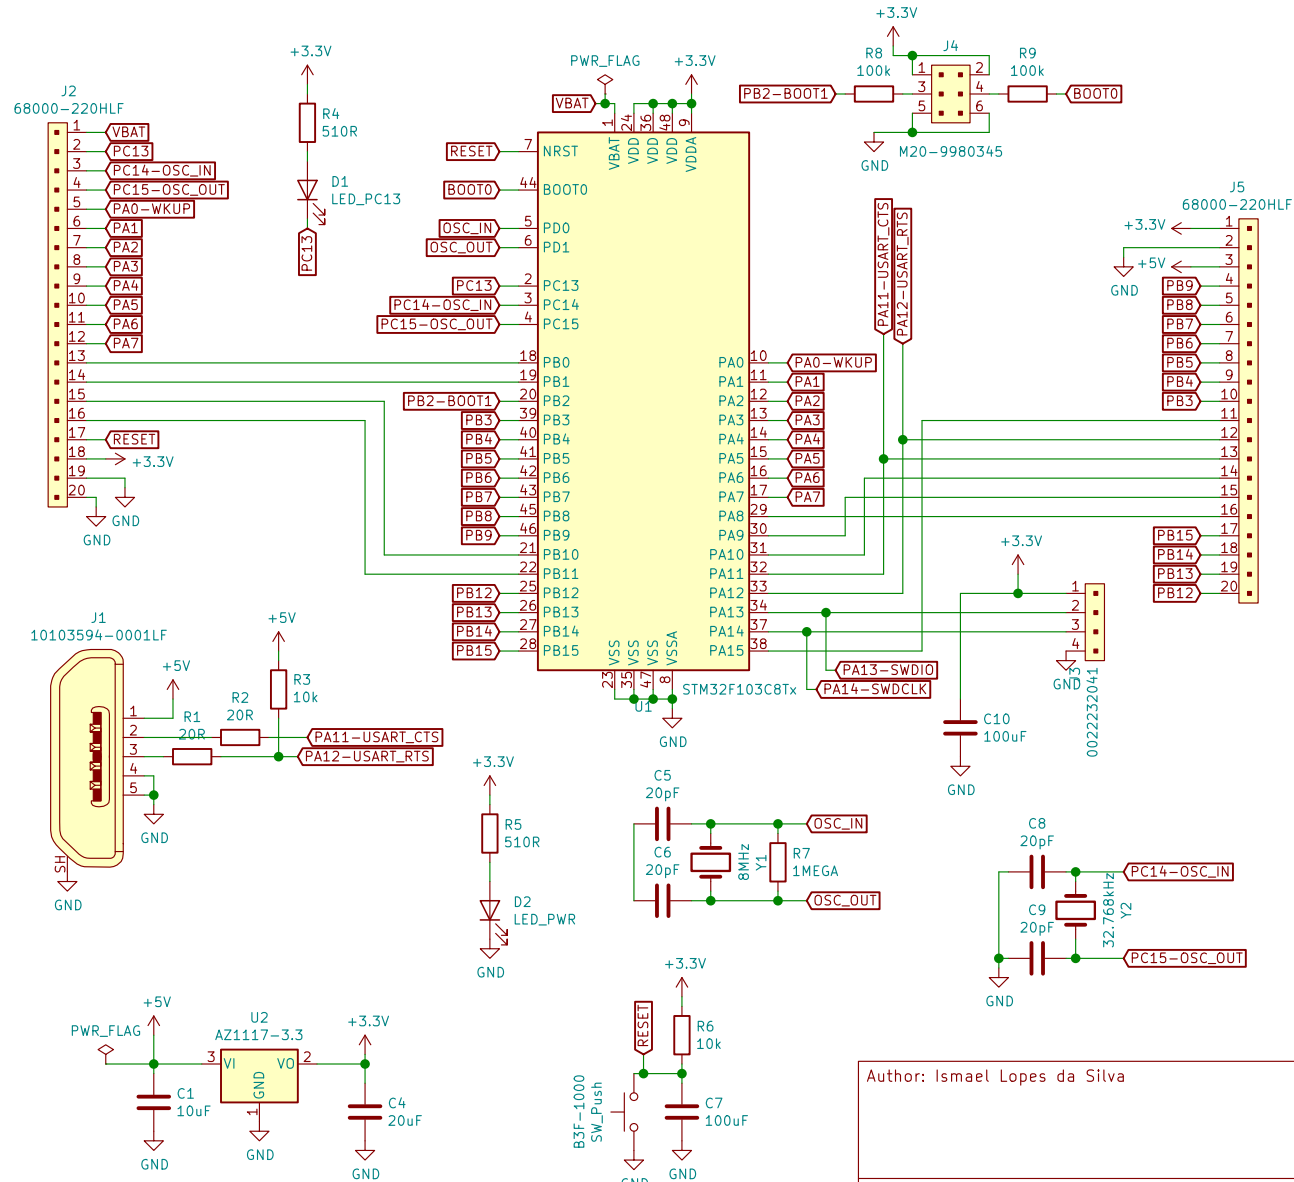 +3.3V
J4
R8
100k
R9
100k
1
2
3
4
5
6
PB2-BOOT1
BOOT0
GND
M20-9980345
+3.3V
R4
510R
D1
LED_PC13
PC13
PWR_FLAG
+3.3V
VBAT
J2
68000-220HLF
1 VBAT
2 PC13
3 PC14-OSC_IN
4 PC15-OSC_OUT
5 PA0-WKUP
6 PA1
7 PA2
8 PA3
9 PA4
10 PA5
11 PA6
12 PA7
13
14
15
16
17 RESET
18 +3.3V
19
20
GND
GND
1 VBAT
24 VDD
36 VDD
48 VDD
9 VDDA
RESET 7 NRST
BOOT0 44 BOOT0
OSC_IN 5 PD0
OSC_OUT 6 PD1
PC13 2 PC13
PC14-OSC_IN 3 PC14
PC15-OSC_OUT 4 PC15
18 PB0
19 PB1
PB2-BOOT1 20 PB2
PB3 39 PB3
PB4 40 PB4
PB5 41 PB5
PB6 42 PB6
PB7 43 PB7
PB8 45 PB8
PB9 46 PB9
21 PB10
22 PB11
PB12 25 PB12
PB13 26 PB13
PB14 27 PB14
PB15 28 PB15
PA0 10 PA0-WKUP
PA1 11 PA1
PA2 12 PA2
PA3 13 PA3
PA4 14 PA4
PA5 15 PA5
PA6 16 PA6
PA7 17 PA7
PA8 29
PA9 30
PA10 31
PA11 32
PA12 33
PA13 34
PA14 37
PA15 38
23 VSS
35 VSS
47 VSS
8 VSSA
STM32F103C8Tx
U1
GND
PA11-USART_CTS
PA12-USART_RTS
PA13-SWDIO
PA14-SWDCLK
J5
68000-220HLF
+3.3V 1
2
GND
+5V 3
PB9 4
PB8 5
PB7 6
PB6 7
PB5 8
PB4 9
PB3 10
11
12
13
14
15
16
PB15 17
PB14 18
PB13 19
PB12 20
+3.3V
1
2
3
4
GND
J3
0022232041
C10
100uF
GND
J1
10103594-0001LF
+5V
+5V
R3
10k
R2
20R
R1
20R
1
2
3
4
5
PA11-USART_CTS
PA12-USART_RTS
GND
SH
GND
+3.3V
R5
510R
D2
LED_PWR
GND
C5
20pF
C6
20pF
8MHz
Y1
R7
1MEGA
OSC_IN
OSC_OUT
C8
20pF
C9
20pF
32.768kHz
Y2
PC14-OSC_IN
PC15-OSC_OUT
GND
+5V
PWR_FLAG
U2
AZ1117-3.3
+3.3V
3 VI
VO 2
GND
1
C1
10uF
GND
GND
C4
20uF
GND
+3.3V
RESET
R6
10k
B3F-1000
SW_Push
C7
100uF
GND
GND
Author: Ismael Lopes da Silva